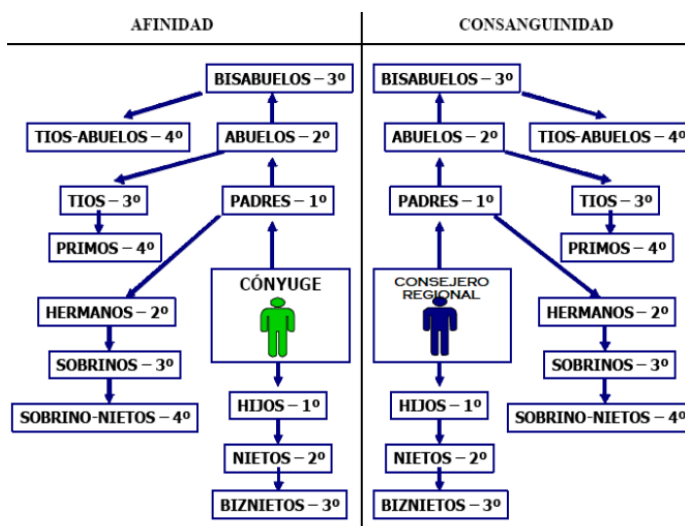 AFINIDAD
BISABUELOS – 3º
TIOS-ABUELOS – 4º
ABUELOS – 2º
TIOS – 3º
PADRES – 1º
PRIMOS – 4º
CÓNYUGE
HERMANOS – 2º
SOBRINOS – 3º
HIJOS – 1º
SOBRINO-NIETOS – 4º
NIETOS – 2º
BIZNIETOS – 3º
CONSANGUINIDAD
BISABUELOS – 3º
ABUELOS – 2º
TIOS-ABUELOS – 4º
PADRES – 1º
TIOS – 3º
PRIMOS – 4º
CONSEJERO
REGIONAL
HERMANOS – 2º
SOBRINOS – 3º
HIJOS – 1º
SOBRINO-NIETOS – 4º
NIETOS – 2º
BIZNIETOS – 3º